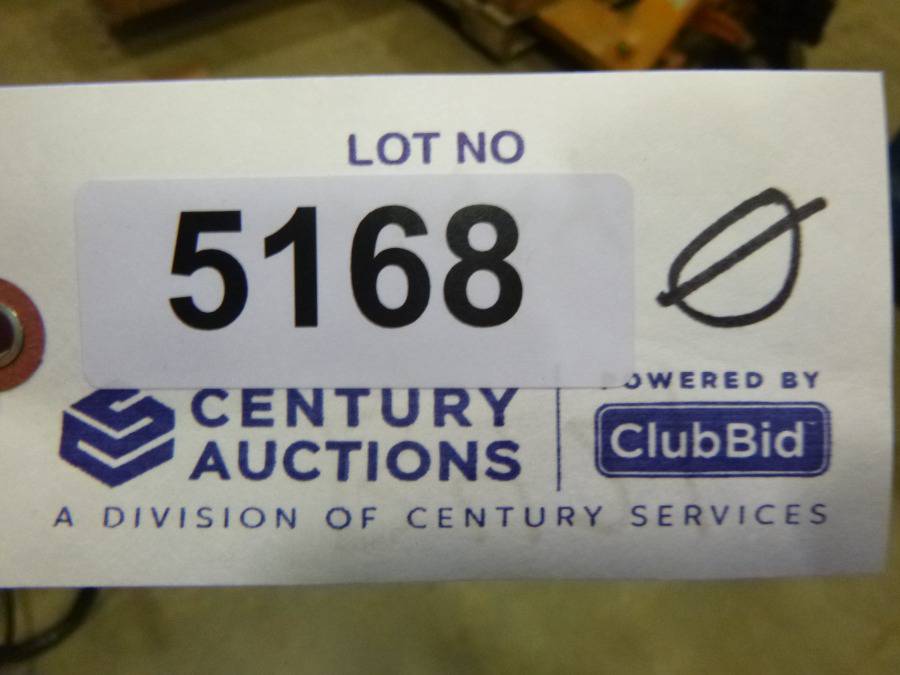 LOT NO
5168 Ø
CENTURY
AUCTIONS
POWERED BY
ClubBid
A DIVISION OF CENTURY SERVICES